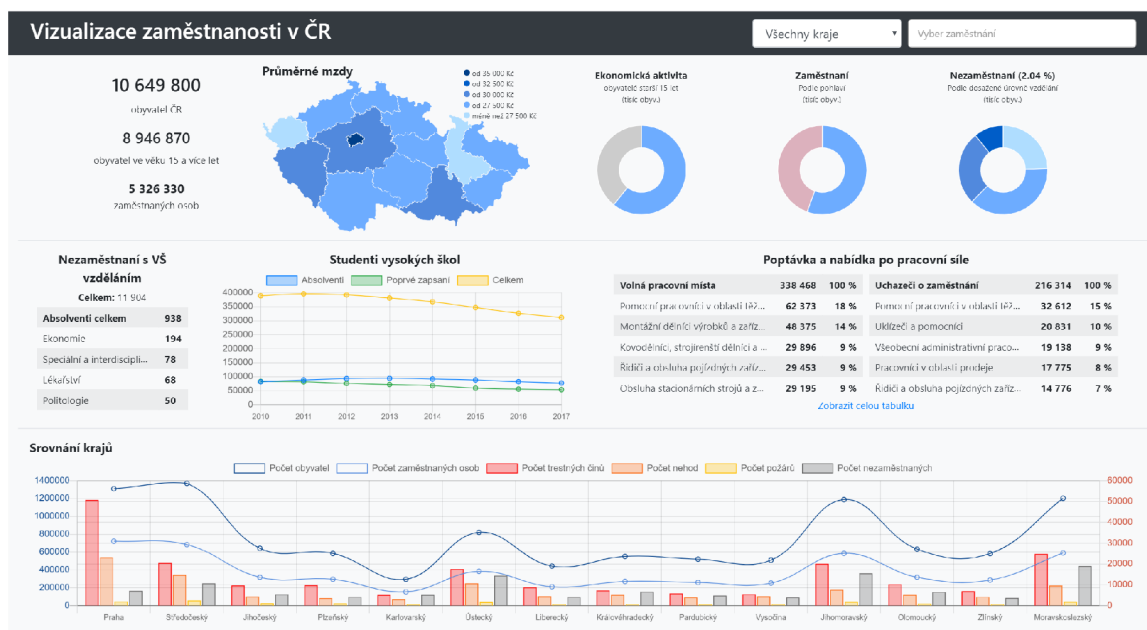 Vizualizace zaměstnanosti v ČR
Všechny kraje
Vyber zaměstnání
10 649 800
obyvatel ČR
8 946 870
obyvatel ve věku 15 a více let
5 326 330
zaměstnaných osob
Průměrné mzdy
od 35 000 Kč
od 32 500 Kč
od 30 000 Kč
od 27 500 Kč
méně než 27 500 Kč
Ekonomická aktivita
obyvatelé starší 15 let
(tisíc obyv.)
Zaměstnaní
Podle pohlaví
(tisíc obyv.)
Nezaměstnaní (2.04 %)
Podle dosažené úrovně vzdělání
(tisíc obyv.)
Nezaměstnaní s VŠ
vzděláním
Celkem: 11 904
Absolventi celkem 938
Ekonomie 194
Speciální a interdiscipli... 78
Lékařství 68
Politologie 50
Studenti vysokých škol
Absolventi Poprvé zapsaní Celkem
400000
350000
300000
250000
200000
150000
100000
50000
0
2010 2011 2012 2013 2014 2015 2016 2017
Poptávka a nabídka po pracovní síle
Volná pracovní místa 338 468 100 %
Pomocní pracovníci v oblasti těž... 62 373 18 %
Montážní dělníci výrobků a zaříz... 48 375 14 %
Kovodělníci, strojírenští dělníci a ... 29 896 9 %
Řidiči a obsluha pojízdných zaříz... 29 453 9 %
Obsluha stacionárních strojů a z... 29 195 9 %
Uchazeči o zaměstnání 216 314 100 %
Pomocní pracovníci v oblasti těž... 32 612 15 %
Uklízeči a pomocníci 20 831 10 %
Všeobecní administrativní praco... 19 138 9 %
Pracovníci v oblasti prodeje 17 775 8 %
Řidiči a obsluha pojízdných zaříz... 14 776 7 %
Zobrazit celou tabulku
Srovnání krajů
Počet obyvatel Počet zaměstnaných osob Počet trestných činů Počet nehod Počet požárů Počet nezaměstnaných
1400000
1200000
1000000
800000
600000
400000
200000
0
60000
50000
40000
30000
20000
10000
0
Praha Středočeský Jihočeský Plzeňský Karlovarský Ústecký Liberecký Královéhradecký Pardubický Vysočina Jihomoravský Olomoucký Zlínský Moravskoslezský